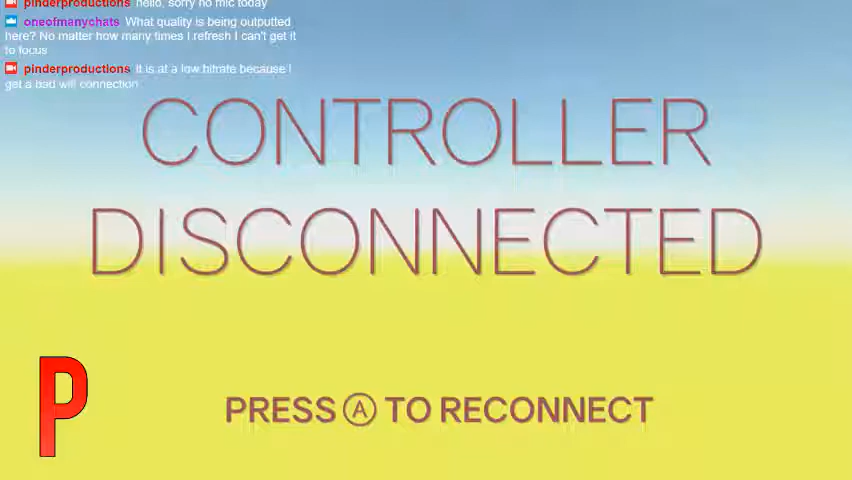 pinderproductions hello, sorry no mic today
oneofmanychats What quality is being outputted
here? No matter how many times I refresh I can't get it
to focus
pinderproductions It is at a low bitrate because I
get a bad wifi connection
CONTROLLER
DISCONNECTED
P
PRESS A TO RECONNECT